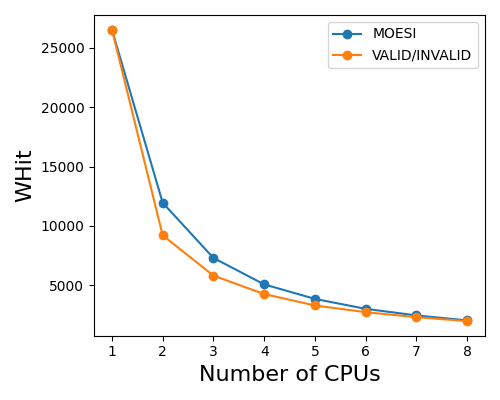 MOESI
VALID/INVALID
25000
20000
15000
10000
5000
WHit
1 2 3 4 5 6 7 8
Number of CPUs